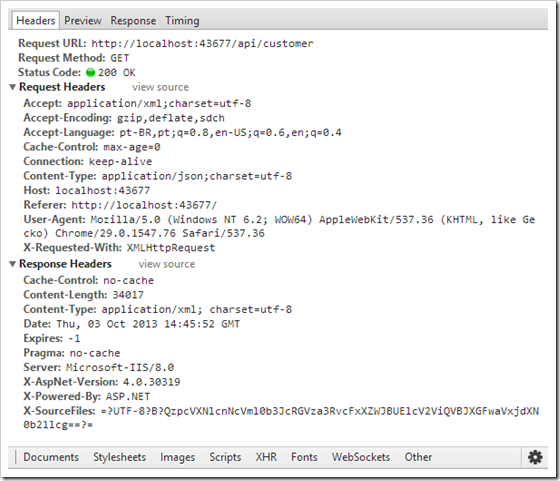 Headers Preview Response Timing
Request URL: http://localhost:43677/api/customer
Request Method: GET
Status Code: 200 OK
Request Headers view source
Accept: application/xml;charset=utf-8
Accept-Encoding: gzip,deflate,sdch
Accept-Language: pt-BR,pt;q=0.8,en-US;q=0.6,en;q=0.4
Cache-Control: max-age=0
Connection: keep-alive
Content-Type: application/json;charset=utf-8
Host: localhost:43677
Referer: http://localhost:43677/
User-Agent: Mozilla/5.0 (Windows NT 6.2; WOW64) AppleWebKit/537.36 (KHTML, like Ge
cko) Chrome/29.0.1547.76 Safari/537.36
X-Requested-With: XMLHttpRequest
Response Headers view source
Cache-Control: no-cache
Content-Length: 34017
Content-Type: application/xml; charset=utf-8
Date: Thu, 03 Oct 2013 14:45:52 GMT
Expires: -1
Pragma: no-cache
Server: Microsoft-IIS/8.0
X-AspNet-Version: 4.0.30319
X-Powered-By: ASP.NET
X-SourceFiles: =?UTF-8?B?QzpcVXNlcnNcVml0b3JcRGVza3RvcFxXZWJBUElcV2ViQVBJXGFwaVxjdXN
0b21lcg==?=
Documents Stylesheets Images Scripts XHR Fonts WebSockets Other